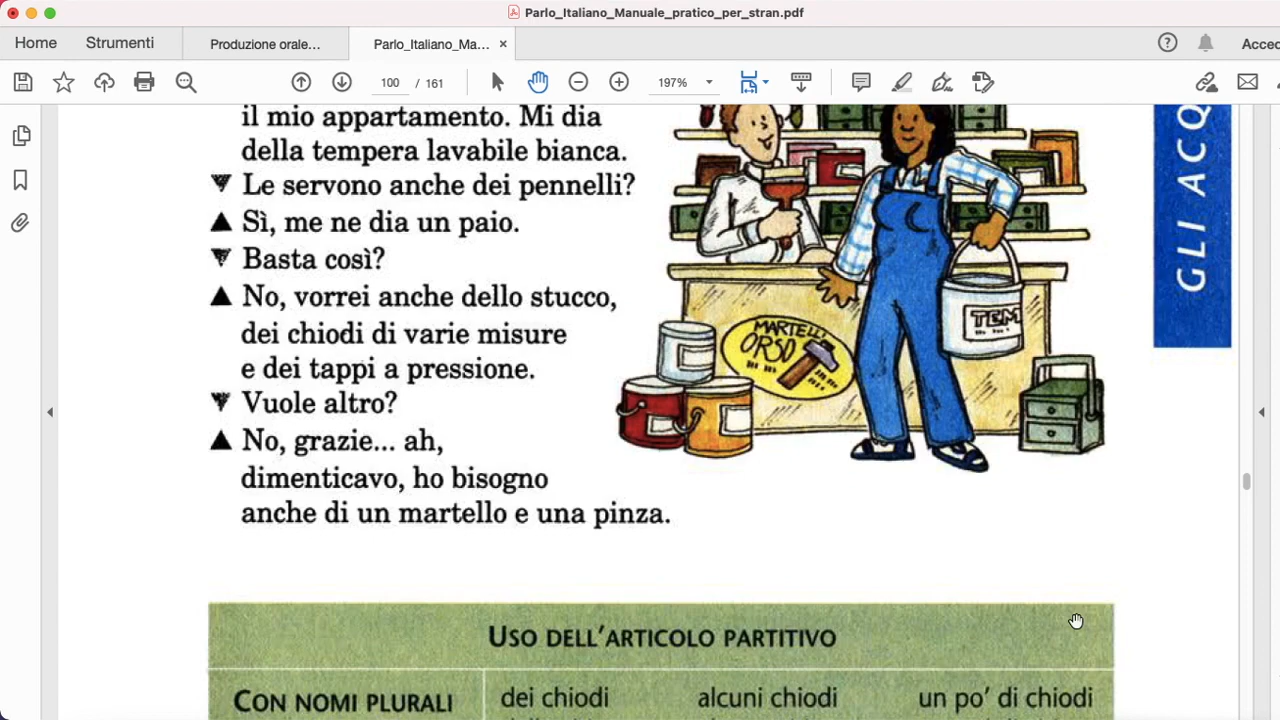 Parlo_Italiano_Manuale_pratico_per_stran.pdf
Home Strumenti Produzione orale... Parlo_Italiano_Ma... × ? Acced
100 / 161 197%
il mio appartamento. Mi dia
della tempera lavabile bianca.
▼ Le servono anche dei pennelli?
▲ Sì, me ne dia un paio.
▼ Basta così?
▲ No, vorrei anche dello stucco,
dei chiodi di varie misure
e dei tappi a pressione.
▼ Vuole altro?
▲ No, grazie... ah,
dimenticavo, ho bisogno
anche di un martello e una pinza.
MARTELLI
ORSO
TEM
GLI ACQ
USO DELL'ARTICOLO PARTITIVO
CON NOMI PLURALI dei chiodi alcuni chiodi un po' di chiodi